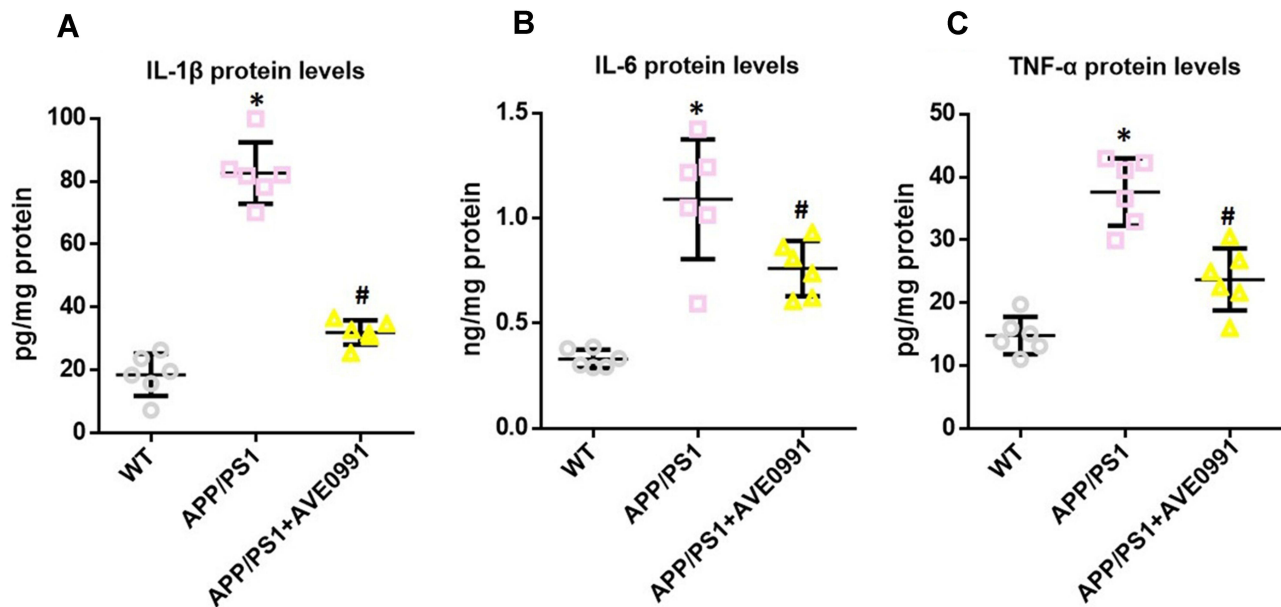 A
IL-1β protein levels
*
#
pg/mg protein
100
80
60
40
20
0
WT
APP/PS1
APP/PS1+AVE0991
B
IL-6 protein levels
*
#
ng/mg protein
1.5
1.0
0.5
0.0
WT
APP/PS1
APP/PS1+AVE0991
C
TNF-α protein levels
*
#
pg/mg protein
50
40
30
20
10
0
WT
APP/PS1
APP/PS1+AVE0991